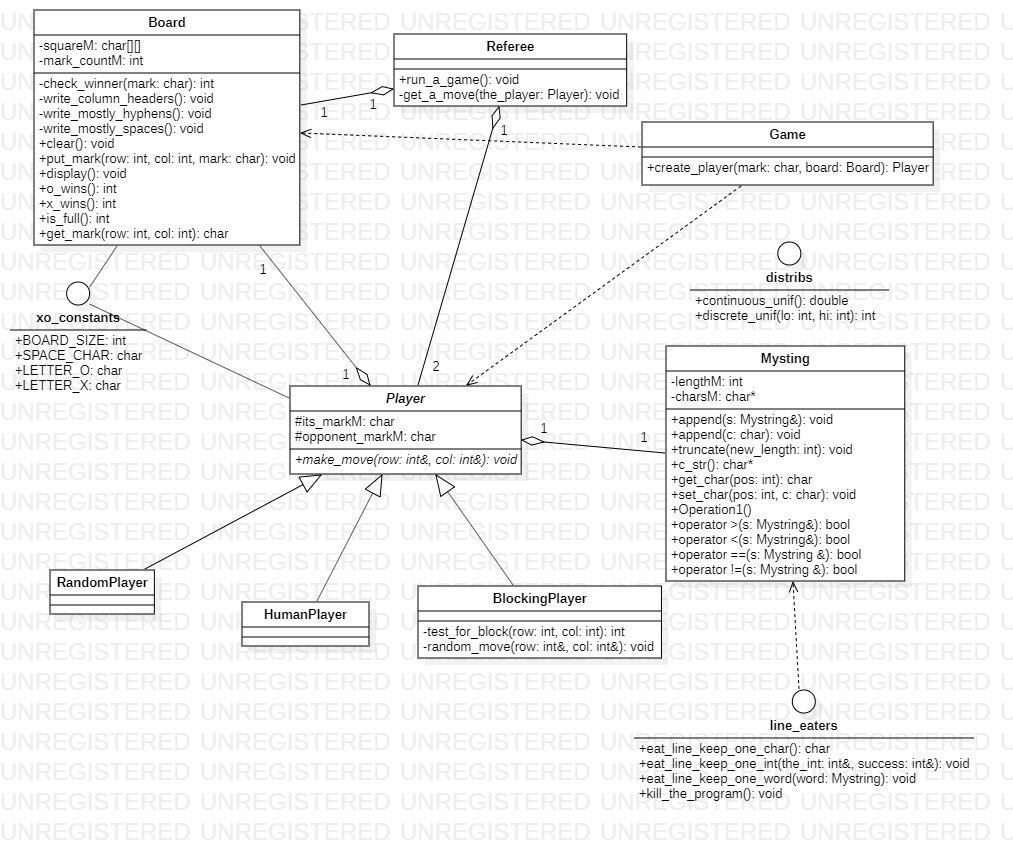 Board
-squareM: char[][]
-mark_countM: int
-check_winner(mark: char): int
-write_column_headers(): void
-write_mostly_hyphens(): void
-write_mostly_spaces(): void
+clear(): void
+put_mark(row: int, col: int, mark: char): void
+display(): void
+o_wins(): int
+x_wins(): int
+is_full(): int
+get_mark(row: int, col: int): char
Referee
+run_a_game(): void
-get_a_move(the_player: Player): void
1
1
1
Game
+create_player(mark: char, board: Board): Player
1
xo_constants
+BOARD_SIZE: int
+SPACE_CHAR: char
+LETTER_O: char
+LETTER_X: char
distribs
+continuous_unif(): double
+discrete_unif(lo: int, hi: int): int
1
2
Player
#its_markM: char
#opponent_markM: char
+make_move(row: int&, col: int&): void
1
1
Mysting
-lengthM: int
-charsM: char*
+append(s: Mystring&): void
+append(c: char): void
+truncate(new_length: int): void
+c_str(): char*
+get_char(pos: int): char
+set_char(pos: int, c: char): void
+Operation1()
+operator >(s: Mystring&): bool
+operator <(s: Mystring&): bool
+operator ==(s: Mystring &): bool
+operator !=(s: Mystring &): bool
RandomPlayer
HumanPlayer
BlockingPlayer
-test_for_block(row: int, col: int): int
-random_move(row: int&, col: int&): void
line_eaters
+eat_line_keep_one_char(): char
+eat_line_keep_one_int(the_int: int&, success: int&): void
+eat_line_keep_one_word(word: Mystring): void
+kill_the_program(): void
UNREGISTERED UNREGISTERED UNREGISTERED UNREGISTERED UNREGISTERED U